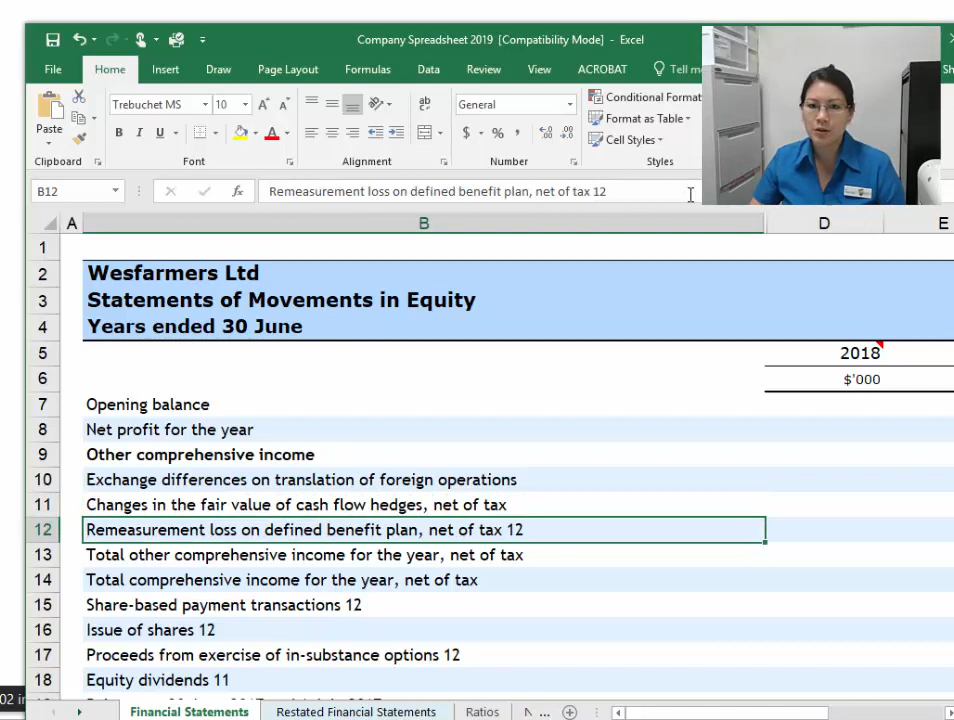 Company Spreadsheet 2019 [Compatibility Mode] - Excel
File Home Insert Draw Page Layout Formulas Data Review View ACROBAT Tell
Trebuchet MS 10 A A ab General Conditional
Paste B I U A $ % , Format as Table
Cell Styles
Clipboard Font Alignment Number Styles
B12 fx Remeasurement loss on defined benefit plan, net of tax 12
A B D E
1
2 Wesfarmers Ltd
3 Statements of Movements in Equity
4 Years ended 30 June
5 2018
6 $'000
7 Opening balance
8 Net profit for the year
9 Other comprehensive income
10 Exchange differences on translation of foreign operations
11 Changes in the fair value of cash flow hedges, net of tax
12 Remeasurement loss on defined benefit plan, net of tax 12
13 Total other comprehensive income for the year, net of tax
14 Total comprehensive income for the year, net of tax
15 Share-based payment transactions 12
16 Issue of shares 12
17 Proceeds from exercise of in-substance options 12
18 Equity dividends 11
Financial Statements Restated Financial Statements Ratios ...